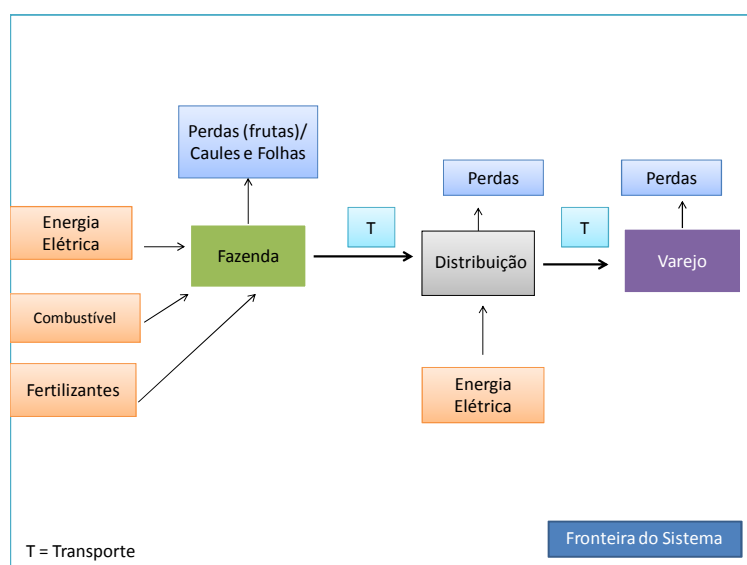 Perdas (frutas)/
Caules e Folhas
Perdas
Perdas
Energia
Elétrica
Fazenda
T
Distribuição
T
Varejo
Combustível
Fertilizantes
Energia
Elétrica
T = Transporte
Fronteira do Sistema